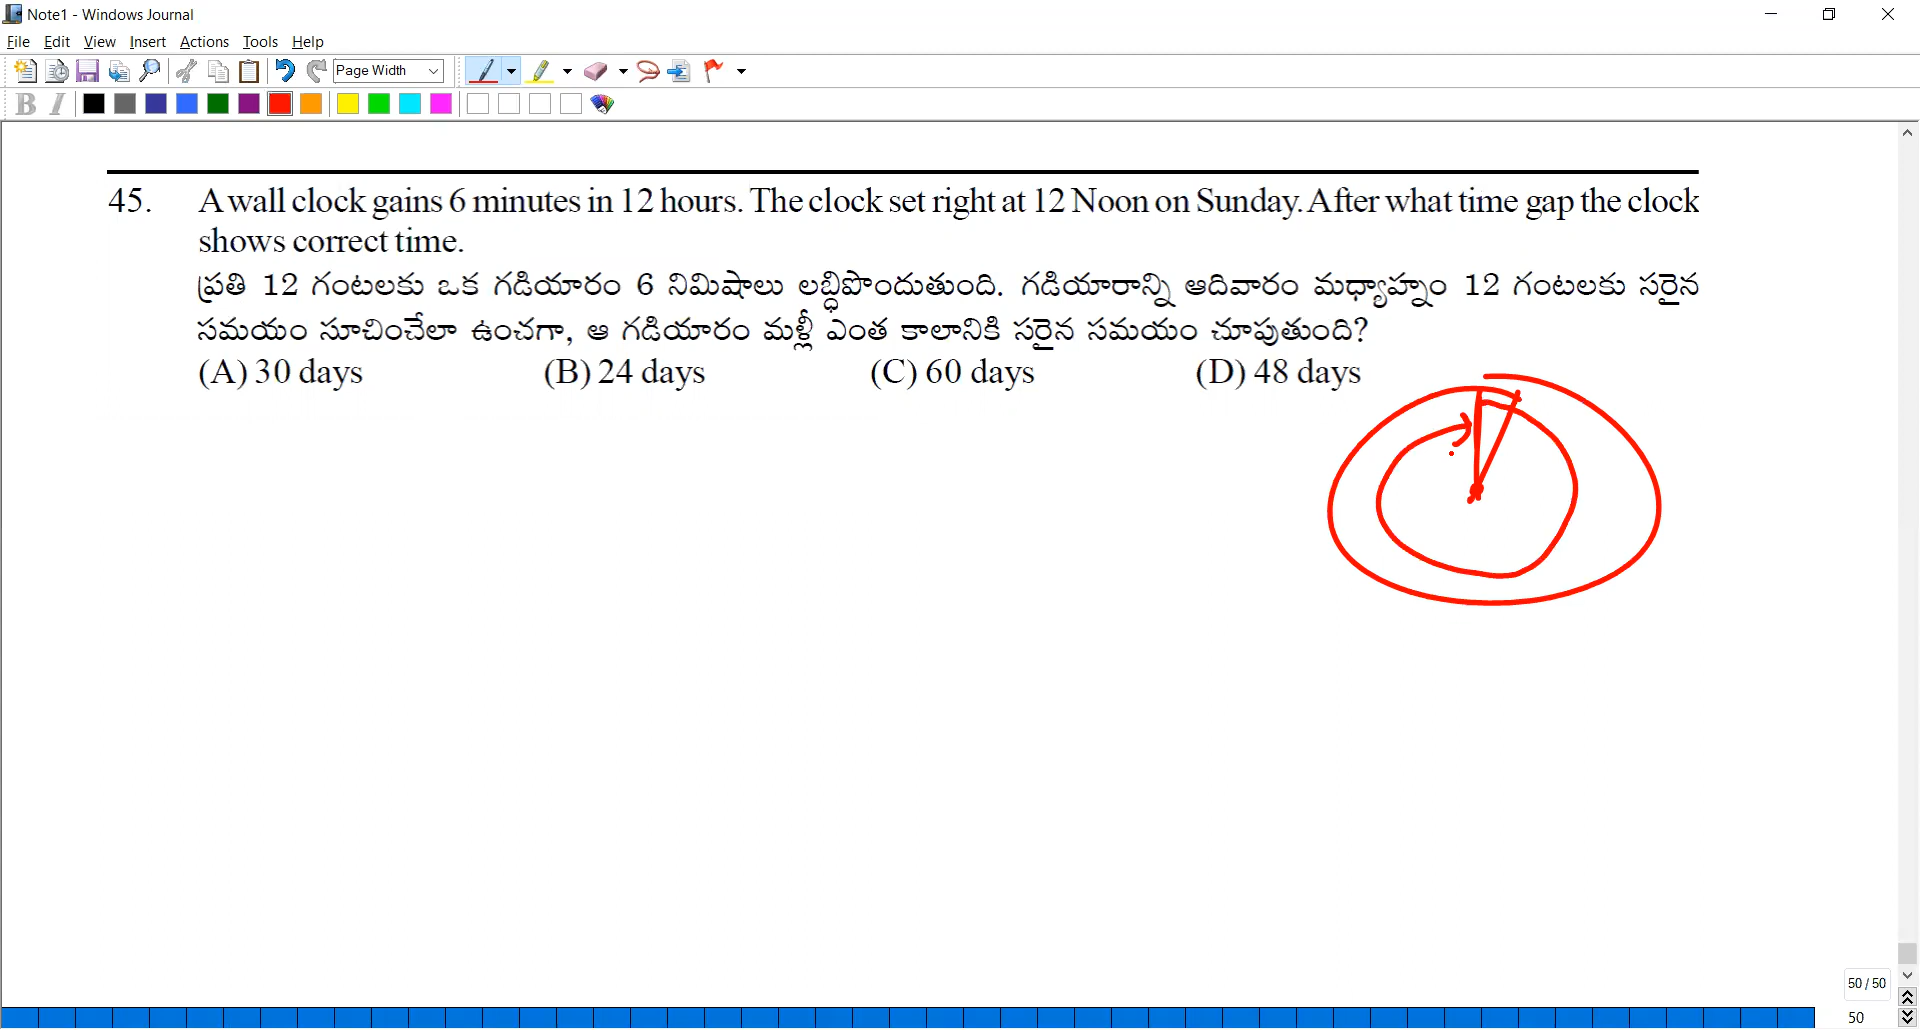 Note1 - Windows Journal
File Edit View Insert Actions Tools Help
Page Width
B I
45. A wall clock gains 6 minutes in 12 hours. The clock set right at 12 Noon on Sunday. After what time gap the clock
shows correct time.
ప్రతి 12 గంటలకు ఒక గడియారం 6 నిమిషాలు లబ్ధిపొందుతుంది. గడియారాన్ని ఆదివారం మధ్యాహ్నం 12 గంటలకు సరైన
సమయం సూచించేలా ఉంచగా, ఆ గడియారం మళ్లీ ఎంత కాలానికి సరైన సమయం చూపుతుంది?
(A) 30 days (B) 24 days (C) 60 days (D) 48 days
50 / 50
50